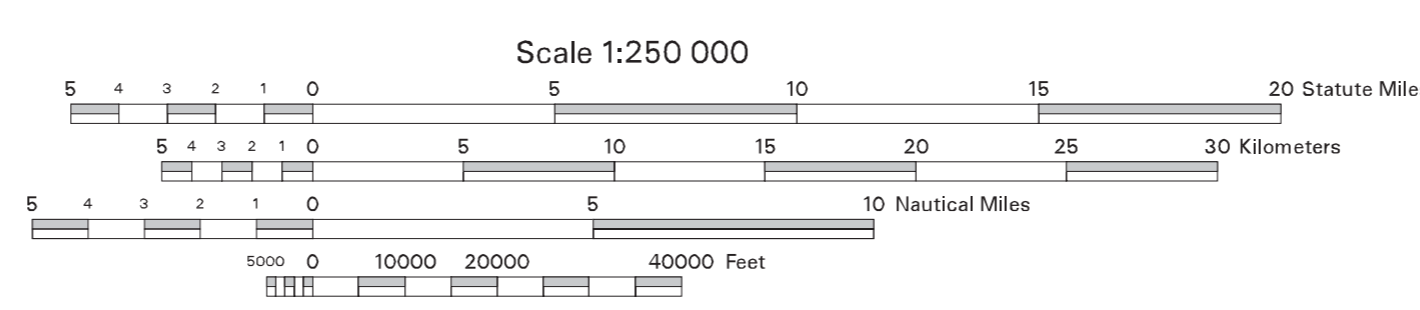 Scale 1:250 000
5 4 3 2 1 0 5 10 15 20 Statute Mile
5 4 3 2 1 0 5 10 15 20 25 30 Kilometers
5 4 3 2 1 0 5 10 Nautical Miles
5000 0 10000 20000 40000 Feet